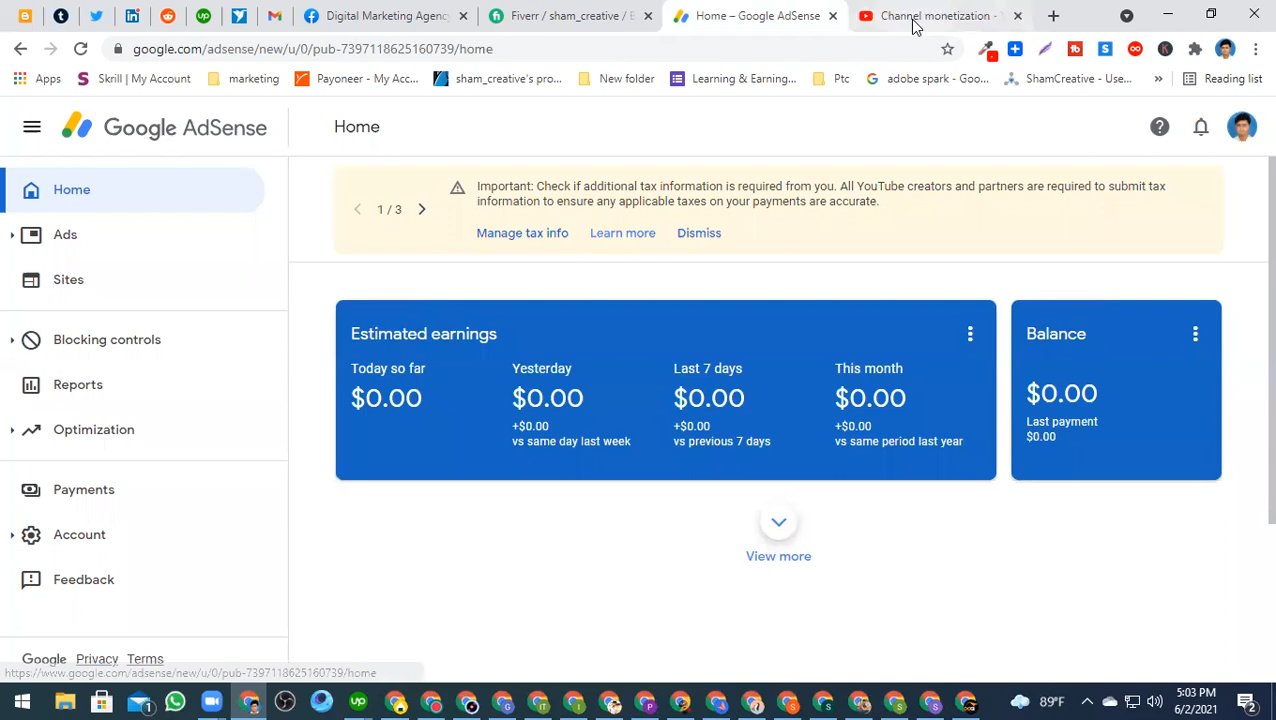 Digital Marketing Agency
Fiverr / sham_creative / E
Home – Google AdSense
Channel monetization -
google.com/adsense/new/u/0/pub-7397118625160739/home
Apps
Skrill | My Account
marketing
Payoneer - My Acc...
sham_creative's pro...
New folder
Learning & Earning...
Ptc
adobe spark - Goo...
ShamCreative - Use...
»
Reading list
Google AdSense
Home
Home
Ads
Sites
Blocking controls
Reports
Optimization
Payments
Account
Feedback
Google Privacy Terms
Important: Check if additional tax information is required from you. All YouTube creators and partners are required to submit tax
information to ensure any applicable taxes on your payments are accurate.
1 / 3
Manage tax info Learn more Dismiss
Estimated earnings
Today so far
$0.00
Yesterday
$0.00
+$0.00
vs same day last week
Last 7 days
$0.00
+$0.00
vs previous 7 days
This month
$0.00
+$0.00
vs same period last year
Balance
$0.00
Last payment
$0.00
View more
https://www.google.com/adsense/new/u/0/pub-7397118625160739/home
89°F
5:03 PM
6/2/2021